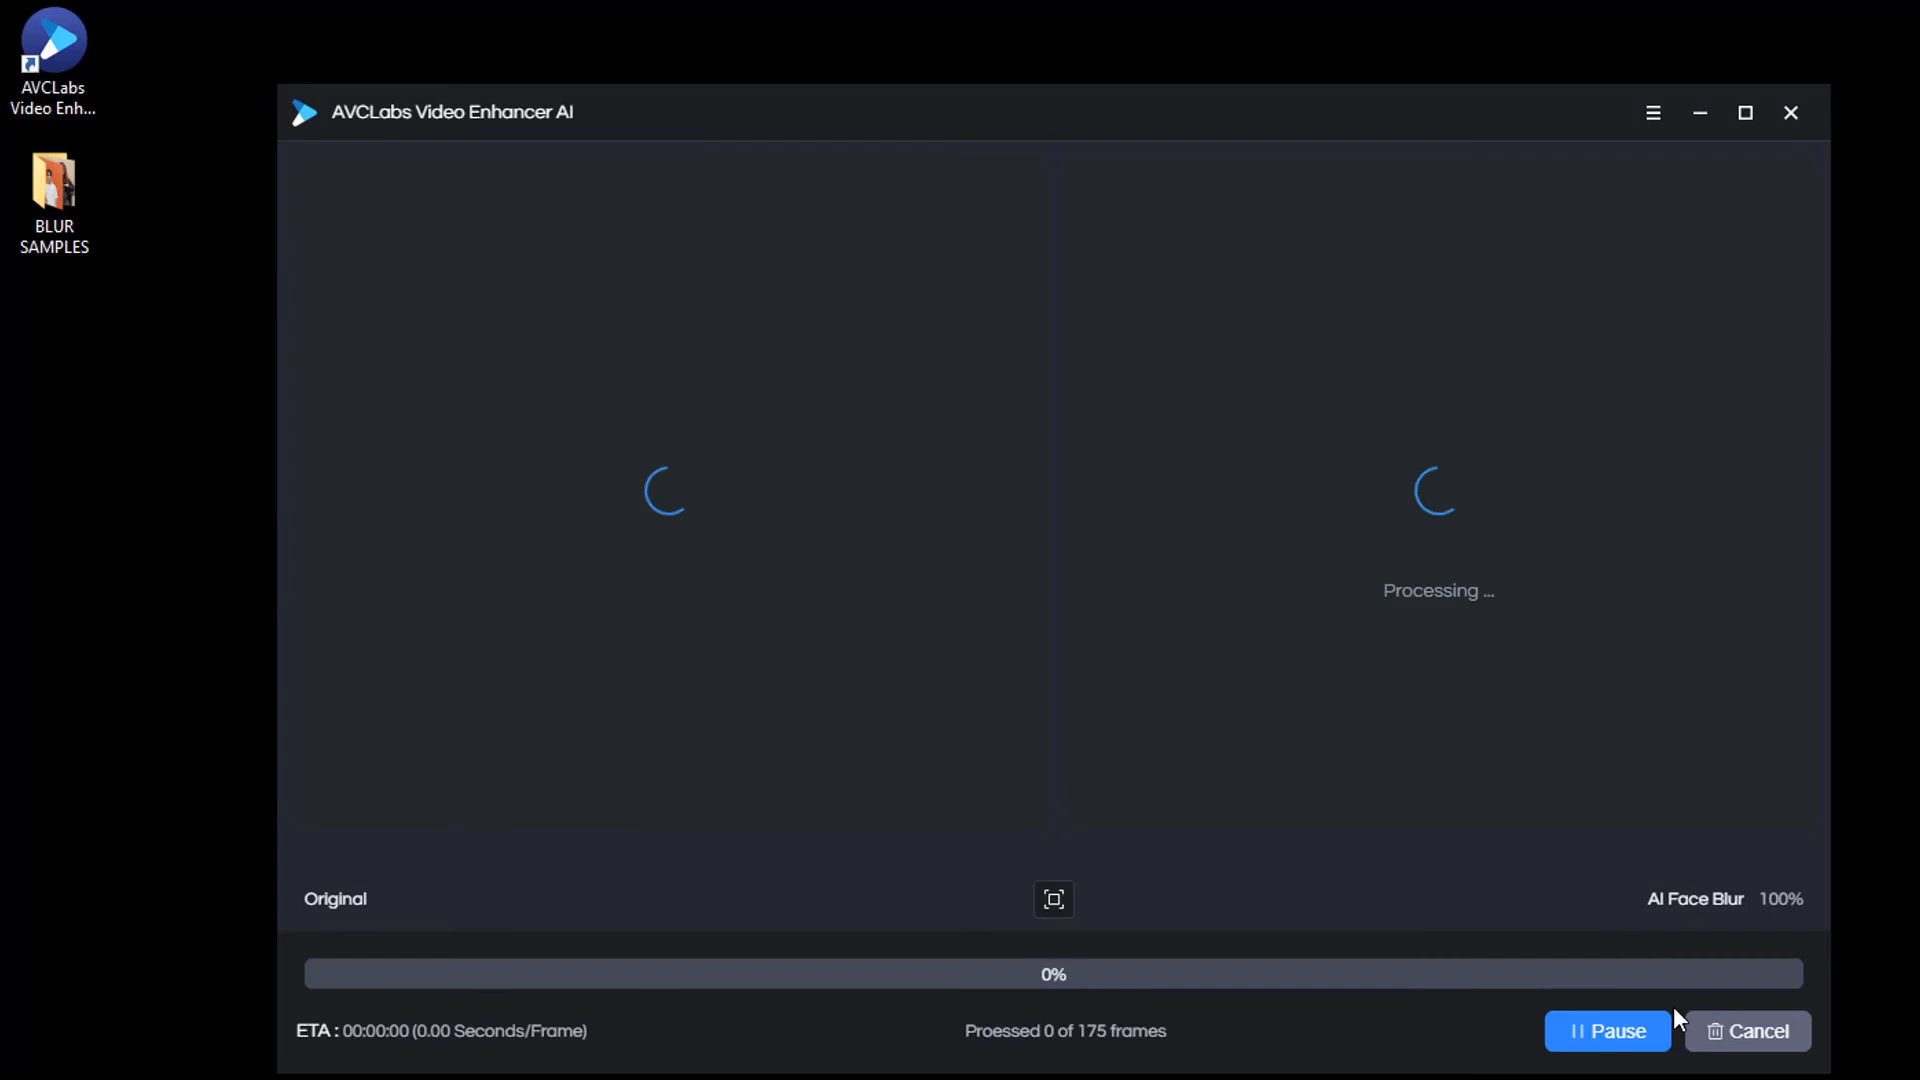 AVCLabs
Video Enh...
BLUR
SAMPLES
AVCLabs Video Enhancer AI
Processing ...
Original
AI Face Blur 100%
0%
ETA : 00:00:00 (0.00 Seconds/Frame)
Proessed 0 of 175 frames
Pause
Cancel